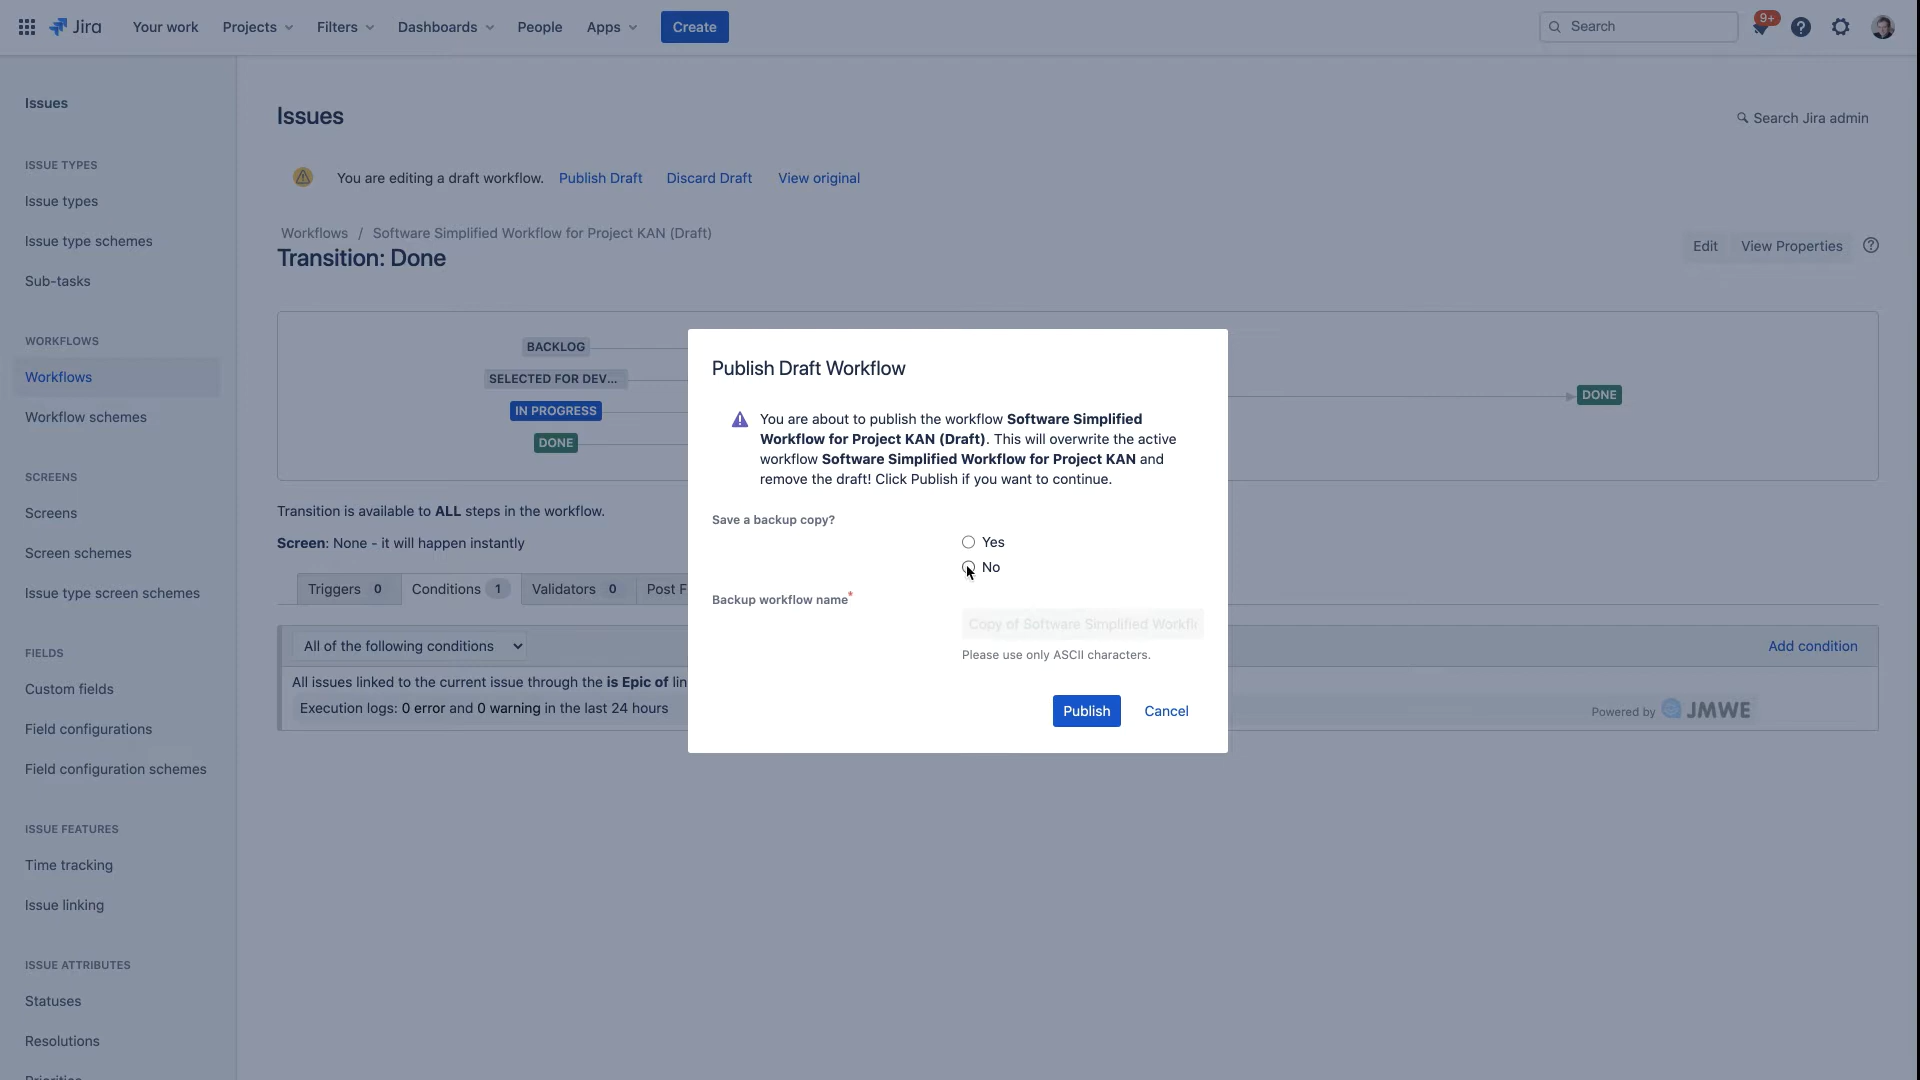 Jira
Your work
Projects
Filters
Dashboards
People
Apps
Create
Search
9+
Issues
ISSUE TYPES
Issue types
Issue type schemes
Sub-tasks
WORKFLOWS
Workflows
Workflow schemes
SCREENS
Screens
Screen schemes
Issue type screen schemes
FIELDS
Custom fields
Field configurations
Field configuration schemes
ISSUE FEATURES
Time tracking
Issue linking
ISSUE ATTRIBUTES
Statuses
Resolutions
Issues
Search Jira admin
You are editing a draft workflow. Publish Draft Discard Draft View original
Workflows / Software Simplified Workflow for Project KAN (Draft)
Transition: Done
Edit
View Properties
BACKLOG
SELECTED FOR DEV...
IN PROGRESS
DONE
DONE
Transition is available to ALL steps in the workflow.
Screen: None - it will happen instantly
Triggers 0
Conditions 1
Validators 0
Post F
All of the following conditions
Add condition
All issues linked to the current issue through the is Epic of lin
Execution logs: 0 error and 0 warning in the last 24 hours
Powered by JMWE
Publish Draft Workflow
You are about to publish the workflow Software Simplified
Workflow for Project KAN (Draft). This will overwrite the active
workflow Software Simplified Workflow for Project KAN and
remove the draft! Click Publish if you want to continue.
Save a backup copy?
Yes
No
Backup workflow name*
Copy of Software Simplified Workfl
Please use only ASCII characters.
Publish
Cancel